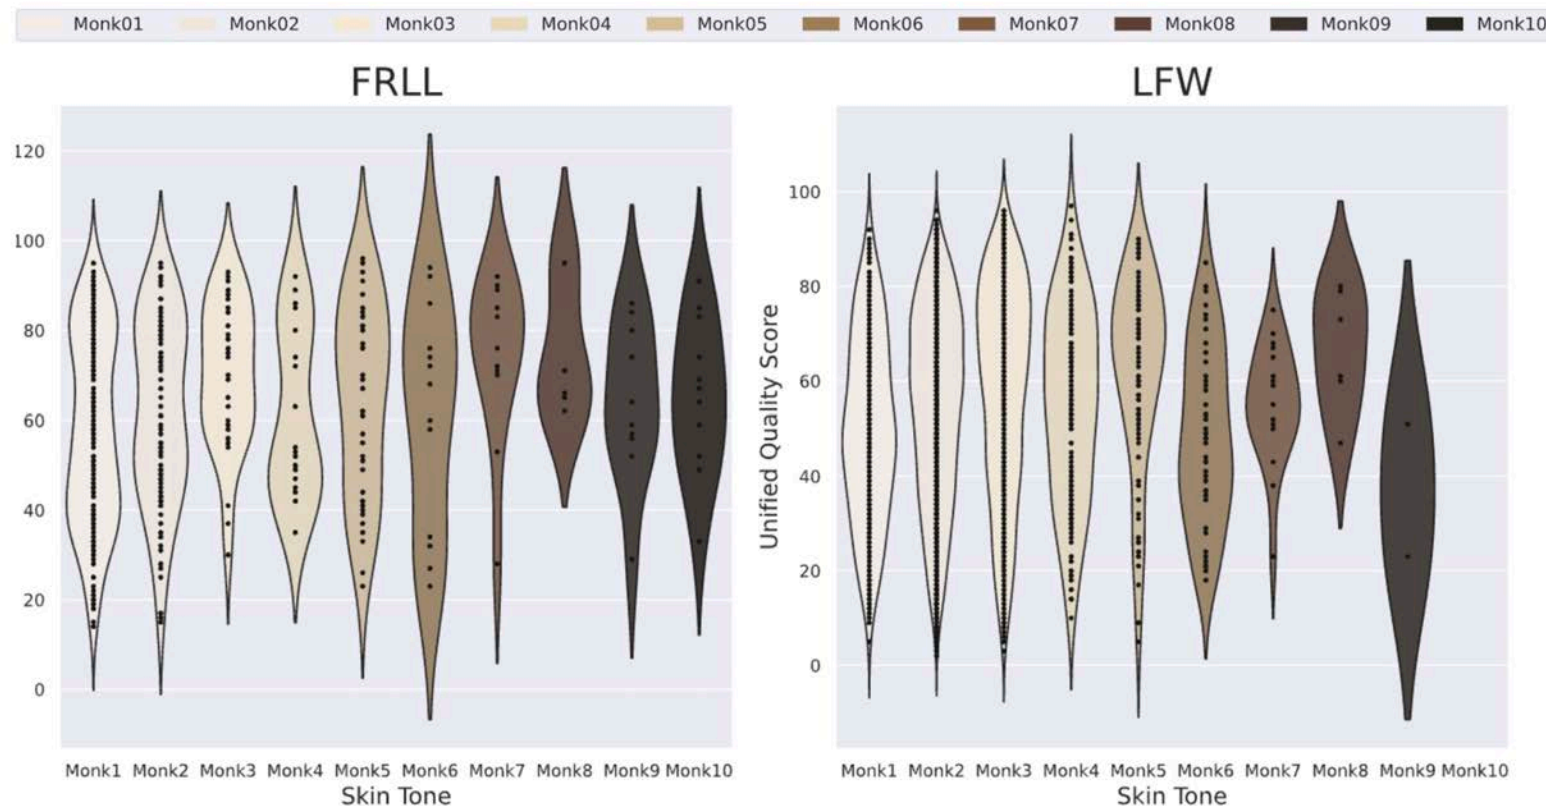 Monk01 Monk02 Monk03 Monk04 Monk05 Monk06 Monk07 Monk08 Monk09 Monk10
FRLL
120
100
80
60
40
20
0
Monk1 Monk2 Monk3 Monk4 Monk5 Monk6 Monk7 Monk8 Monk9 Monk10
Skin Tone
LFW
Unified Quality Score
100
80
60
40
20
0
Monk1 Monk2 Monk3 Monk4 Monk5 Monk6 Monk7 Monk8 Monk9 Monk10
Skin Tone